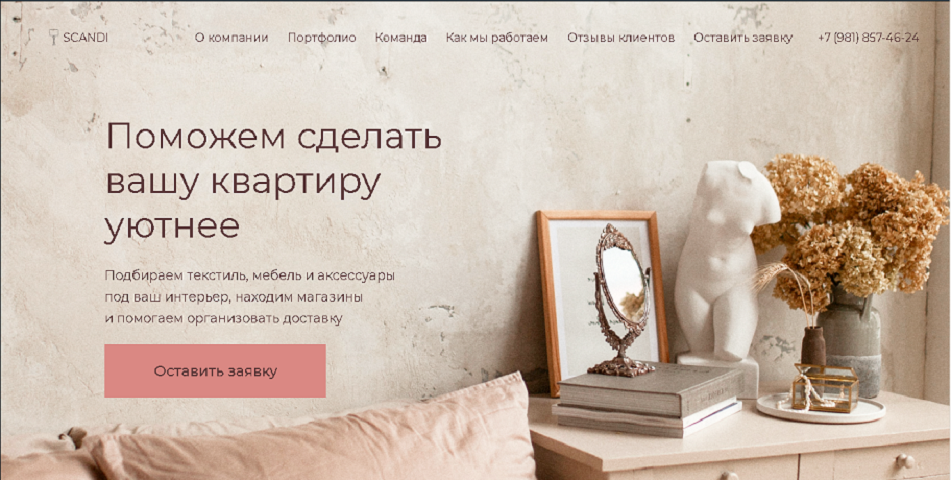 SCANDI
О компании
Портфолио
Команда
Как мы работаем
Отзывы клиентов
Оставить заявку
+7 (981) 857-46-24
Поможем сделать
вашу квартиру
уютнее
Подбираем текстиль, мебель и аксессуары
под ваш интерьер, находим магазины
и помогаем организовать доставку
Оставить заявку